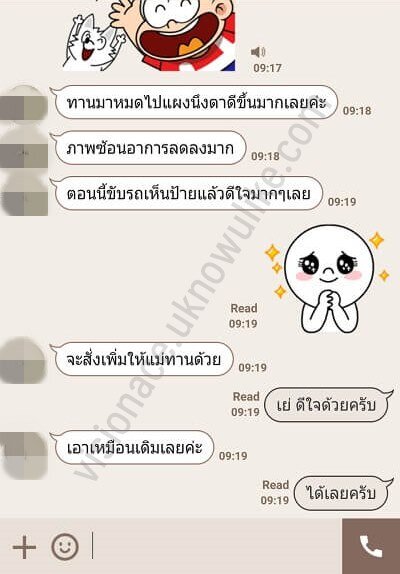 09:17
ทานมาหมดไปแผงนึงตาดีขึ้นมากเลยค่ะ
09:18
ภาพซ้อนอาการลดลงมาก
09:18
ตอนนี้ขับรถเห็นป้ายแล้วดีใจมากๆเลย
09:19
Read
09:19
จะสั่งเพิ่มให้แม่ทานด้วย
09:19
Read
09:19
เย่ ดีใจด้วยครับ
เอาเหมือนเดิมเลยค่ะ
09:19
Read
09:19
ได้เลยครับ
visionace.uknowulike.com